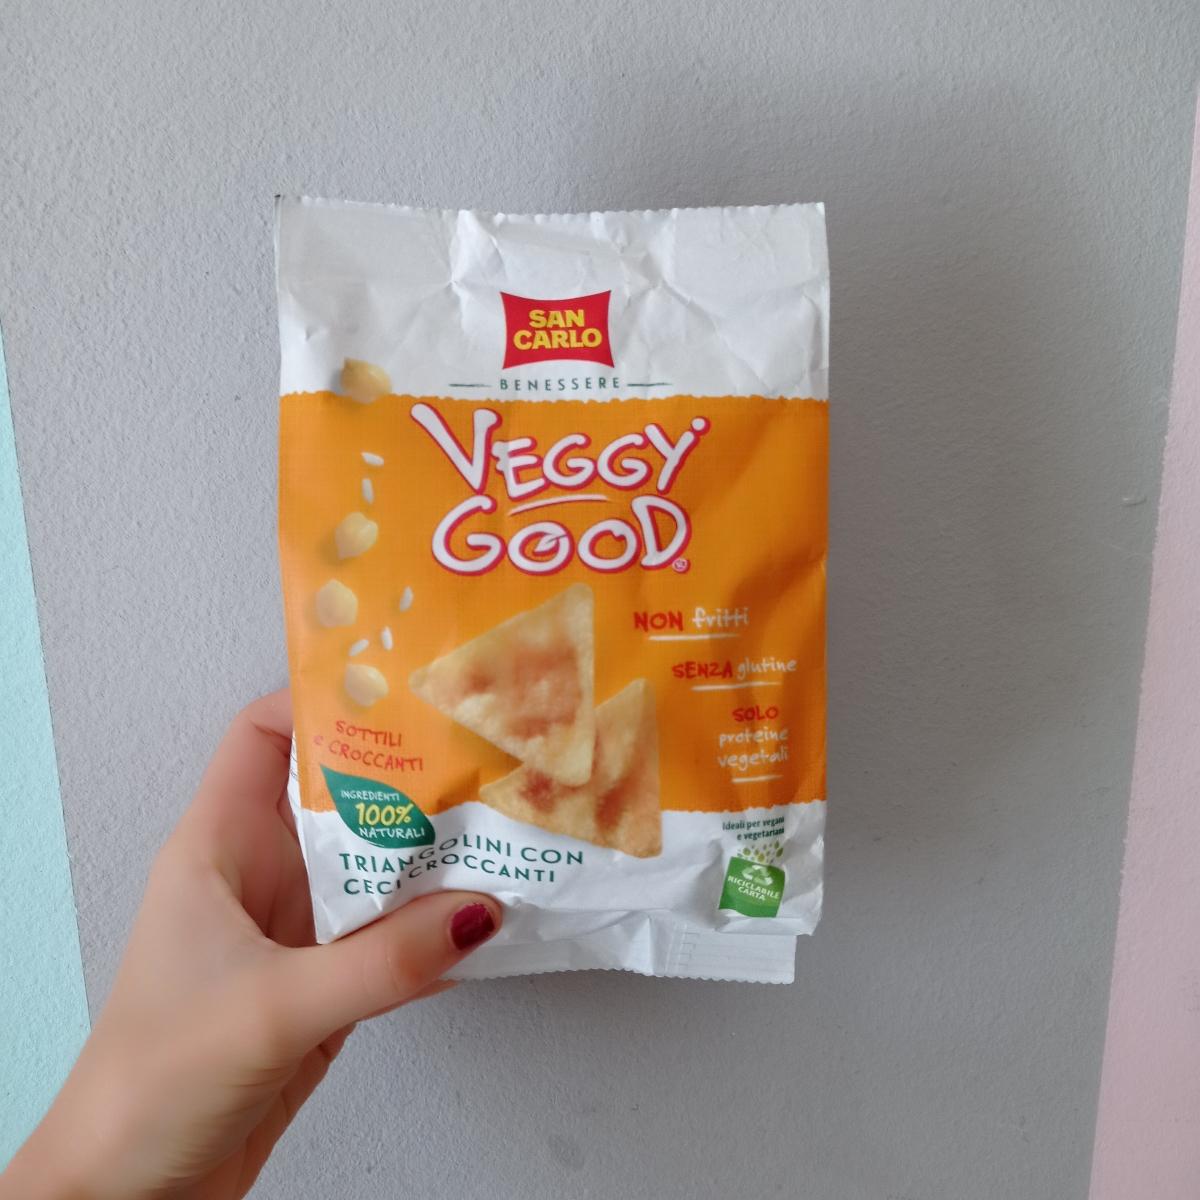 SAN
CARLO
BENESSERE
VEGGY
GOOD®
NON fritti
SENZA glutine
SOLO
proteine
vegetali
SOTTILI
e CROCCANTI
INGREDIENTI
100%
NATURALI
TRIANGOLINI CON
CECI CROCCANTI
Ideali per vegani
e vegetariani
RICICLABILE
CARTA